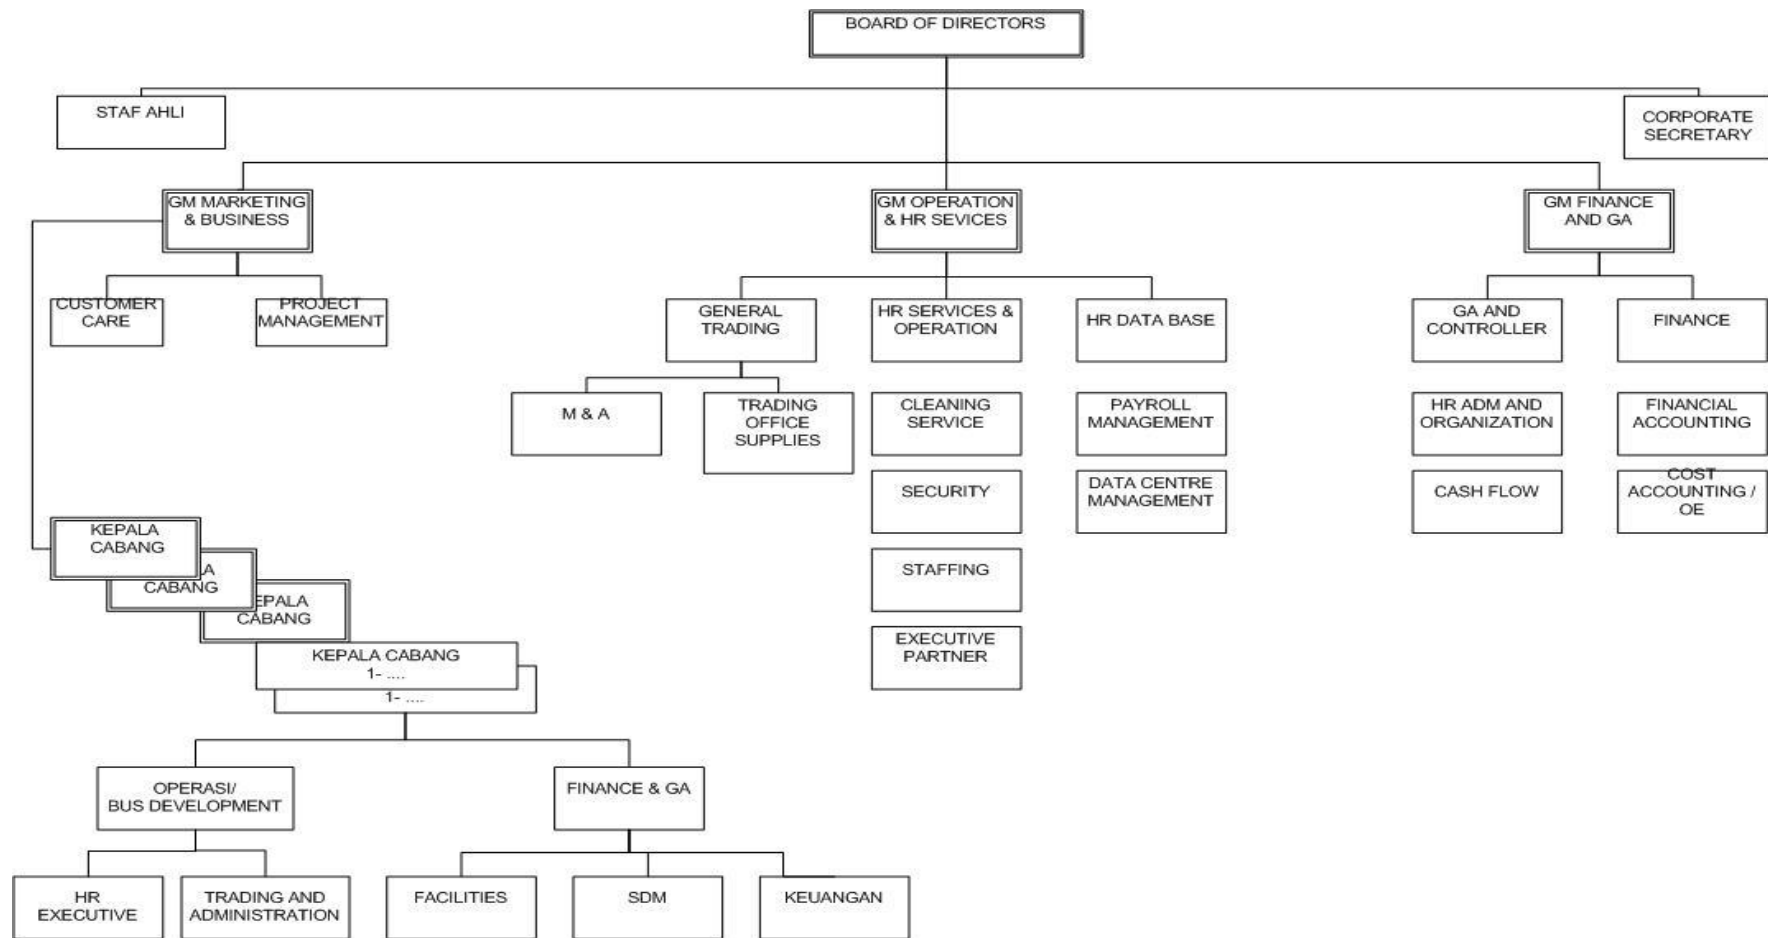 BOARD OF DIRECTORS
STAF AHLI
CORPORATE
SECRETARY
GM MARKETING
& BUSINESS
GM OPERATION
& HR SEVICES
GM FINANCE
AND GA
CUSTOMER
CARE
PROJECT
MANAGEMENT
GENERAL
TRADING
HR SERVICES &
OPERATION
HR DATA BASE
GA AND
CONTROLLER
FINANCE
M & A
TRADING
OFFICE
SUPPLIES
CLEANING
SERVICE
PAYROLL
MANAGEMENT
HR ADM AND
ORGANIZATION
FINANCIAL
ACCOUNTING
SECURITY
DATA CENTRE
MANAGEMENT
CASH FLOW
COST
ACCOUNTING /
OE
KEPALA
CABANG
CABANG
EPALA
CABANG
STAFFING
EXECUTIVE
PARTNER
KEPALA CABANG
1- ....
1- ....
OPERASI/
BUS DEVELOPMENT
FINANCE & GA
HR
EXECUTIVE
TRADING AND
ADMINISTRATION
FACILITIES
SDM
KEUANGAN